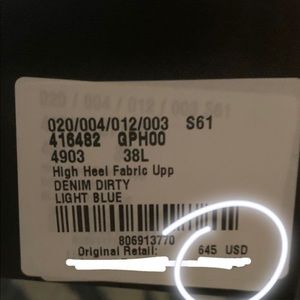 020/004/012/003 S61
416482 QPH00
4903 38L
High Heel Fabric Upp
DENIM DIRTY
LIGHT BLUE
806913770
Original Retail: 645 USD